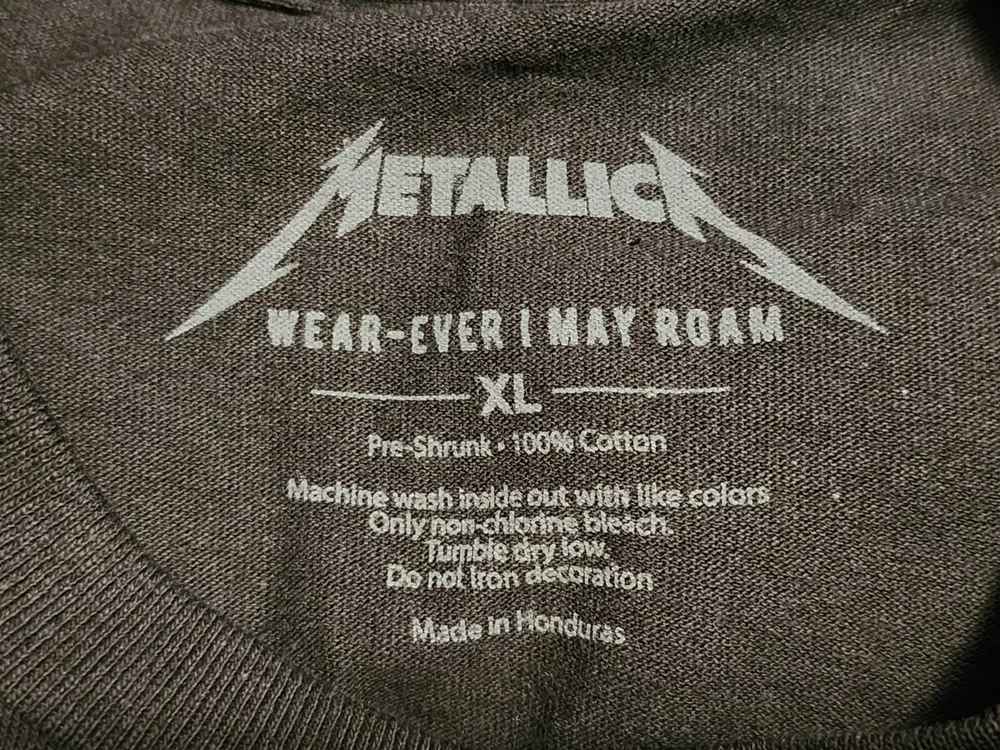 METALLICA
WEAR-EVER I MAY ROAM
XL
Pre-Shrunk • 100% Cotton
Machine wash inside out with like colors
Only non-chlorine bleach.
Tumble dry low.
Do not iron decoration
Made in Honduras